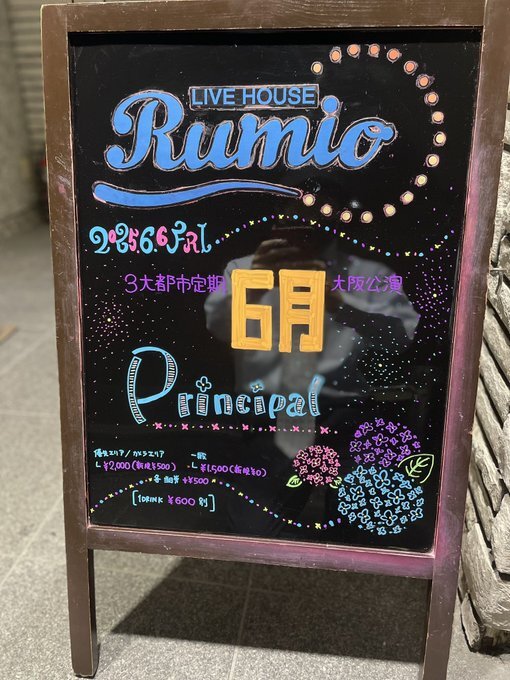 LIVE HOUSE
Rumio
2025.6.6 FRI
3大都市定期 6月 大阪公演
Principal
優先エリア/カメラエリア 一般
└ ¥2,000(新規¥500) └ ¥1,500(新規¥0)
各 当日 +¥500
[1DRINK ¥600 別]